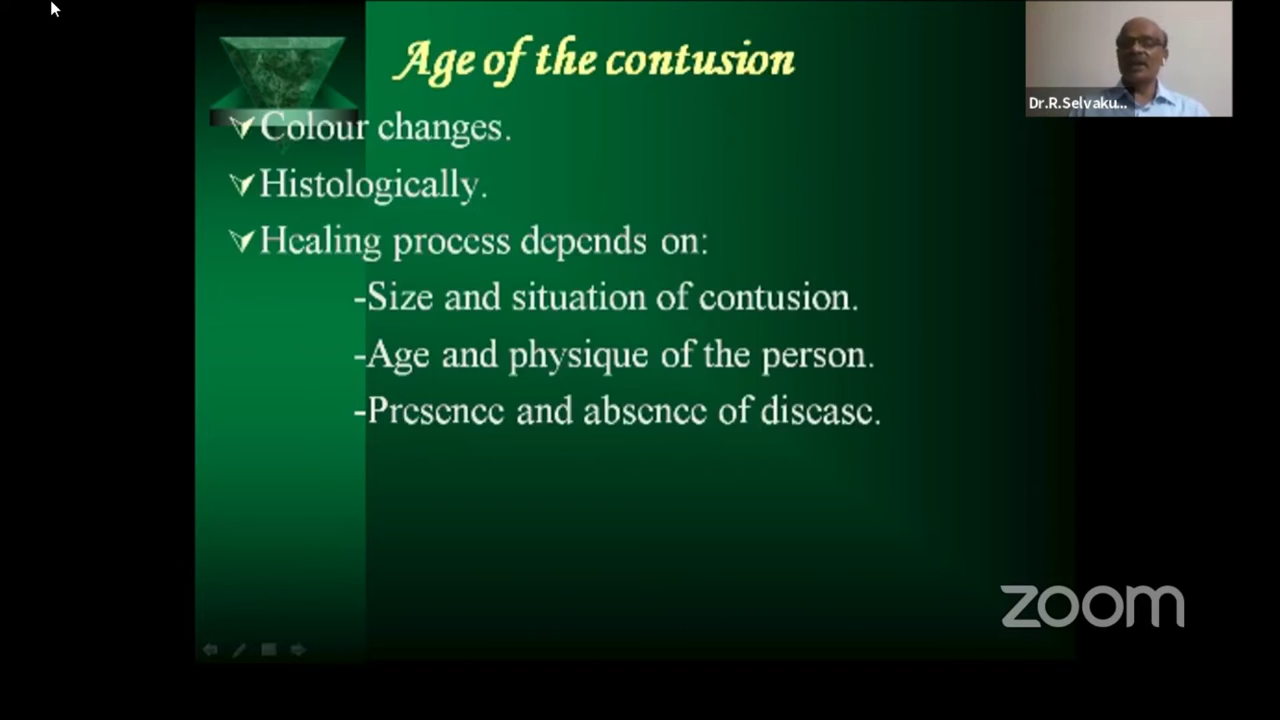 Age of the contusion
Colour changes.
Histologically.
Healing process depends on:
-Size and situation of contusion.
-Age and physique of the person.
-Presence and absence of disease.
Dr.R.Selvaku...
zoom